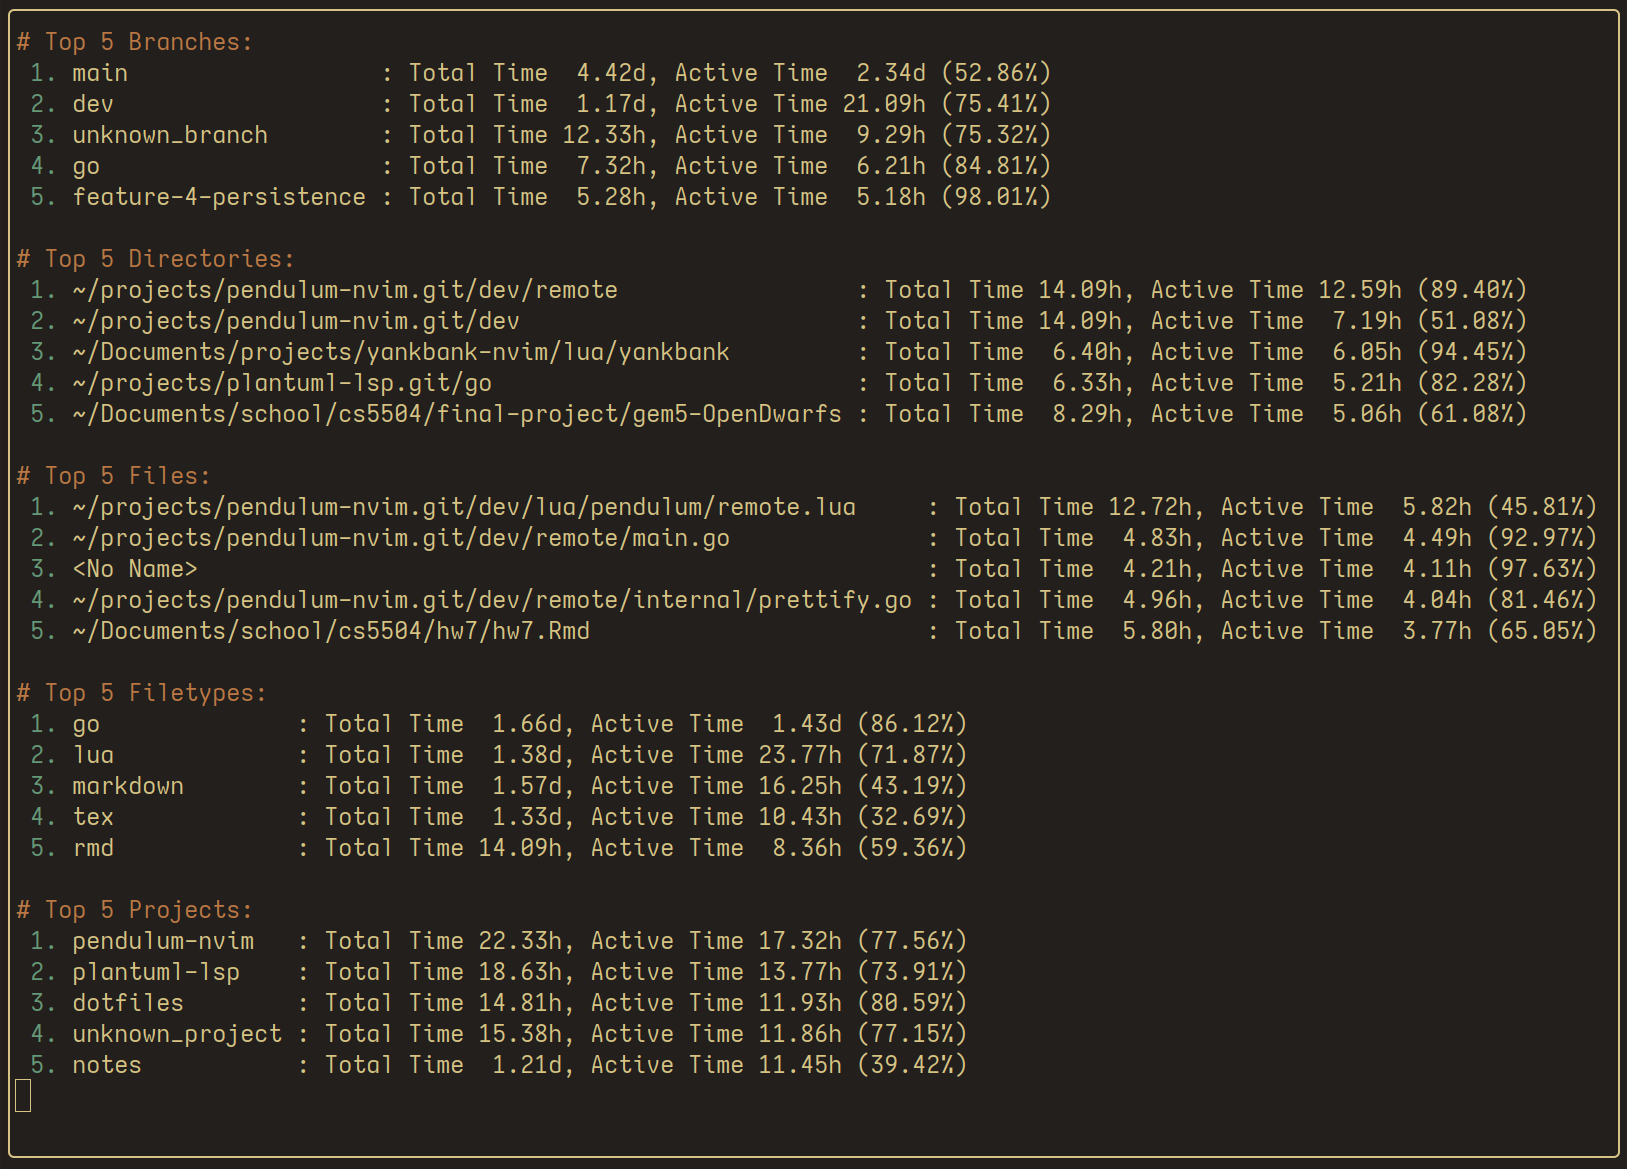 # Top 5 Branches:
 1. main                  : Total Time  4.42d, Active Time  2.34d (52.86%)
 2. dev                   : Total Time  1.17d, Active Time 21.09h (75.41%)
 3. unknown_branch        : Total Time 12.33h, Active Time  9.29h (75.32%)
 4. go                    : Total Time  7.32h, Active Time  6.21h (84.81%)
 5. feature-4-persistence : Total Time  5.28h, Active Time  5.18h (98.01%)

# Top 5 Directories:
 1. ~/projects/pendulum-nvim.git/dev/remote                 : Total Time 14.09h, Active Time 12.59h (89.40%)
 2. ~/projects/pendulum-nvim.git/dev                        : Total Time 14.09h, Active Time  7.19h (51.08%)
 3. ~/Documents/projects/yankbank-nvim/lua/yankbank         : Total Time  6.40h, Active Time  6.05h (94.45%)
 4. ~/projects/plantuml-lsp.git/go                          : Total Time  6.33h, Active Time  5.21h (82.28%)
 5. ~/Documents/school/cs5504/final-project/gem5-OpenDwarfs : Total Time  8.29h, Active Time  5.06h (61.08%)

# Top 5 Files:
 1. ~/projects/pendulum-nvim.git/dev/lua/pendulum/remote.lua     : Total Time 12.72h, Active Time  5.82h (45.81%)
 2. ~/projects/pendulum-nvim.git/dev/remote/main.go              : Total Time  4.83h, Active Time  4.49h (92.97%)
 3. <No Name>                                                    : Total Time  4.21h, Active Time  4.11h (97.63%)
 4. ~/projects/pendulum-nvim.git/dev/remote/internal/prettify.go : Total Time  4.96h, Active Time  4.04h (81.46%)
 5. ~/Documents/school/cs5504/hw7/hw7.Rmd                        : Total Time  5.80h, Active Time  3.77h (65.05%)

# Top 5 Filetypes:
 1. go              : Total Time  1.66d, Active Time  1.43d (86.12%)
 2. lua             : Total Time  1.38d, Active Time 23.77h (71.87%)
 3. markdown        : Total Time  1.57d, Active Time 16.25h (43.19%)
 4. tex             : Total Time  1.33d, Active Time 10.43h (32.69%)
 5. rmd             : Total Time 14.09h, Active Time  8.36h (59.36%)

# Top 5 Projects:
 1. pendulum-nvim   : Total Time 22.33h, Active Time 17.32h (77.56%)
 2. plantuml-lsp    : Total Time 18.63h, Active Time 13.77h (73.91%)
 3. dotfiles        : Total Time 14.81h, Active Time 11.93h (80.59%)
 4. unknown_project : Total Time 15.38h, Active Time 11.86h (77.15%)
 5. notes           : Total Time  1.21d, Active Time 11.45h (39.42%)